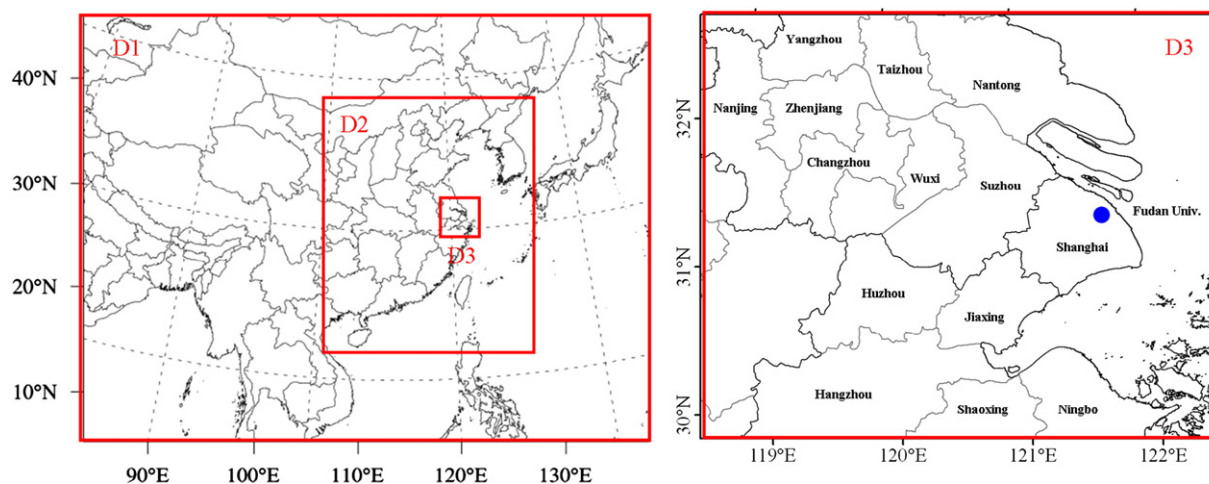 D1
40°N
D2
30°N
D3
20°N
10°N
90°E
100°E
110°E
120°E
130°E
D3
Yangzhou
Taizhou
Nantong
32°N
Nanjing
Zhenjiang
Changzhou
Wuxi
Suzhou
Fudan Univ.
Shanghai
31°N
Huzhou
Jiaxing
Hangzhou
Shaoxing
Ningbo
30°N
119°E
120°E
121°E
122°E